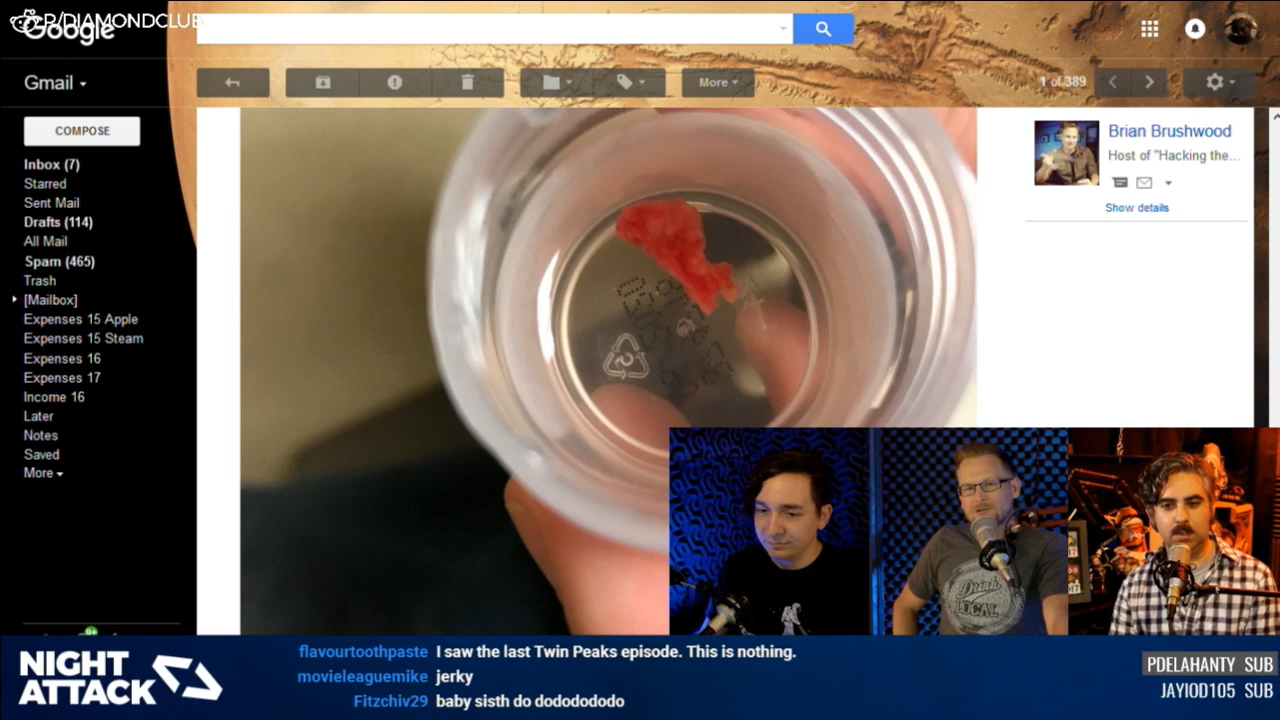 R/DIAMONDCLUB
Google
Gmail
More
1 of 389
COMPOSE
Inbox (7)
Starred
Sent Mail
Drafts (114)
All Mail
Spam (465)
Trash
[Mailbox]
Expenses 15 Apple
Expenses 15 Steam
Expenses 16
Expenses 17
Income 16
Later
Notes
Saved
More
Brian Brushwood
Host of "Hacking the...
Show details
Drink
LOCAL
NIGHT
ATTACK
flavourtoothpaste I saw the last Twin Peaks episode. This is nothing.
movieleaguemike jerky
Fitzchiv29 baby sisth do dododododo
PDELAHANTY SUB
JAYIOD105 SUB